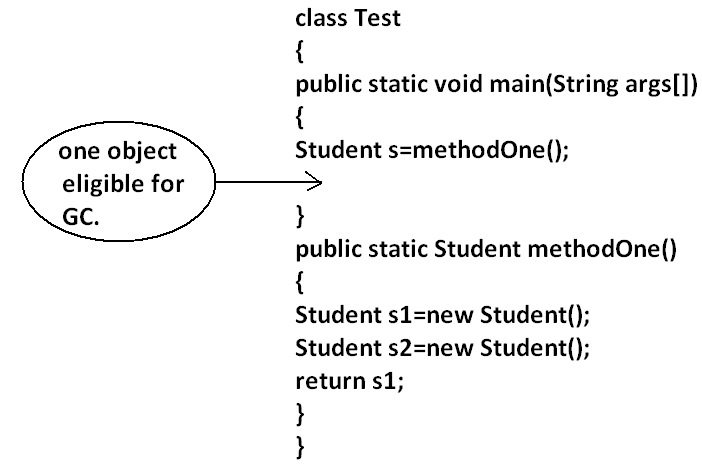 class Test
{
public static void main(String args[])
{
Student s=methodOne();
one object
eligible for
GC.
}
public static Student methodOne()
{
Student s1=new Student();
Student s2=new Student();
return s1;
}
}